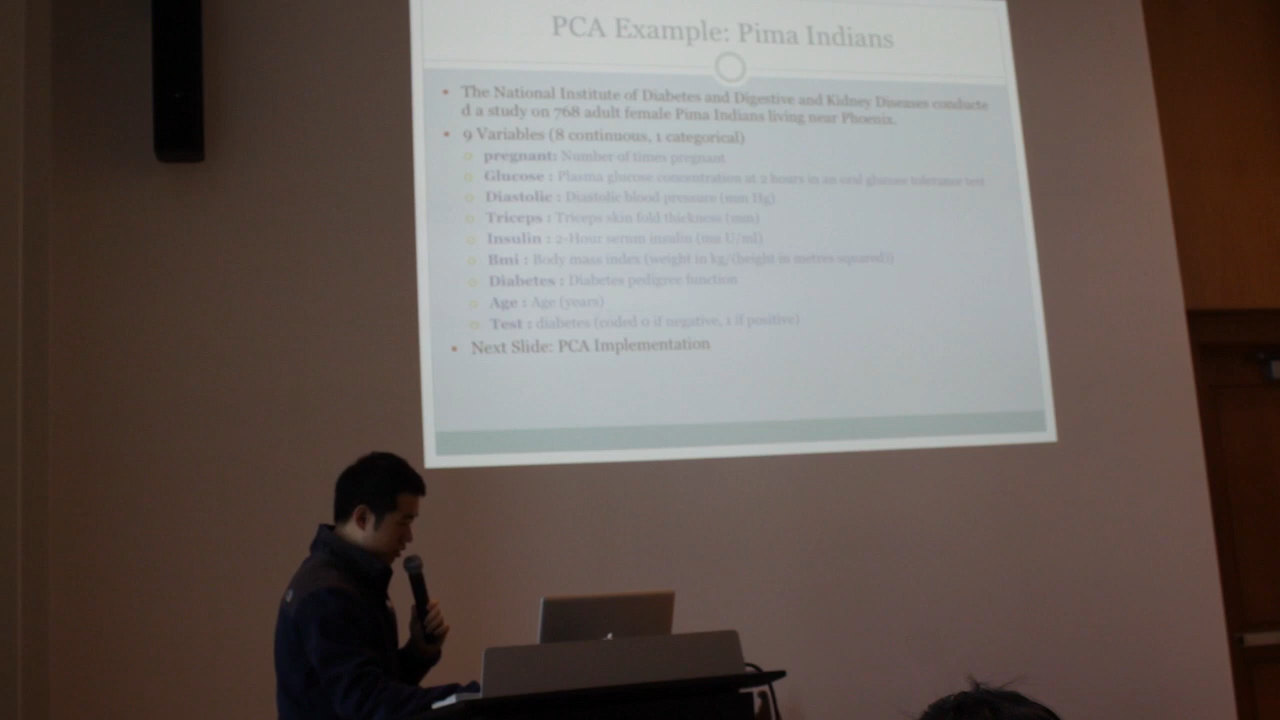 PCA Example: Pima Indians
• The National Institute of Diabetes and Digestive and Kidney Diseases conducte
d a study on 768 adult female Pima Indians living near Phoenix.
• 9 Variables (8 continuous, 1 categorical)
○ pregnant: Number of times pregnant
○ Glucose : Plasma glucose concentration at 2 hours in an oral glucose tolerance test
○ Diastolic : Diastolic blood pressure (mm Hg)
○ Triceps : Triceps skin fold thickness (mm)
○ Insulin : 2-Hour serum insulin (mu U/ml)
○ Bmi : Body mass index (weight in kg/(height in metres squared))
○ Diabetes : Diabetes pedigree function
○ Age : Age (years)
○ Test : diabetes (coded 0 if negative, 1 if positive)
• Next Slide: PCA Implementation